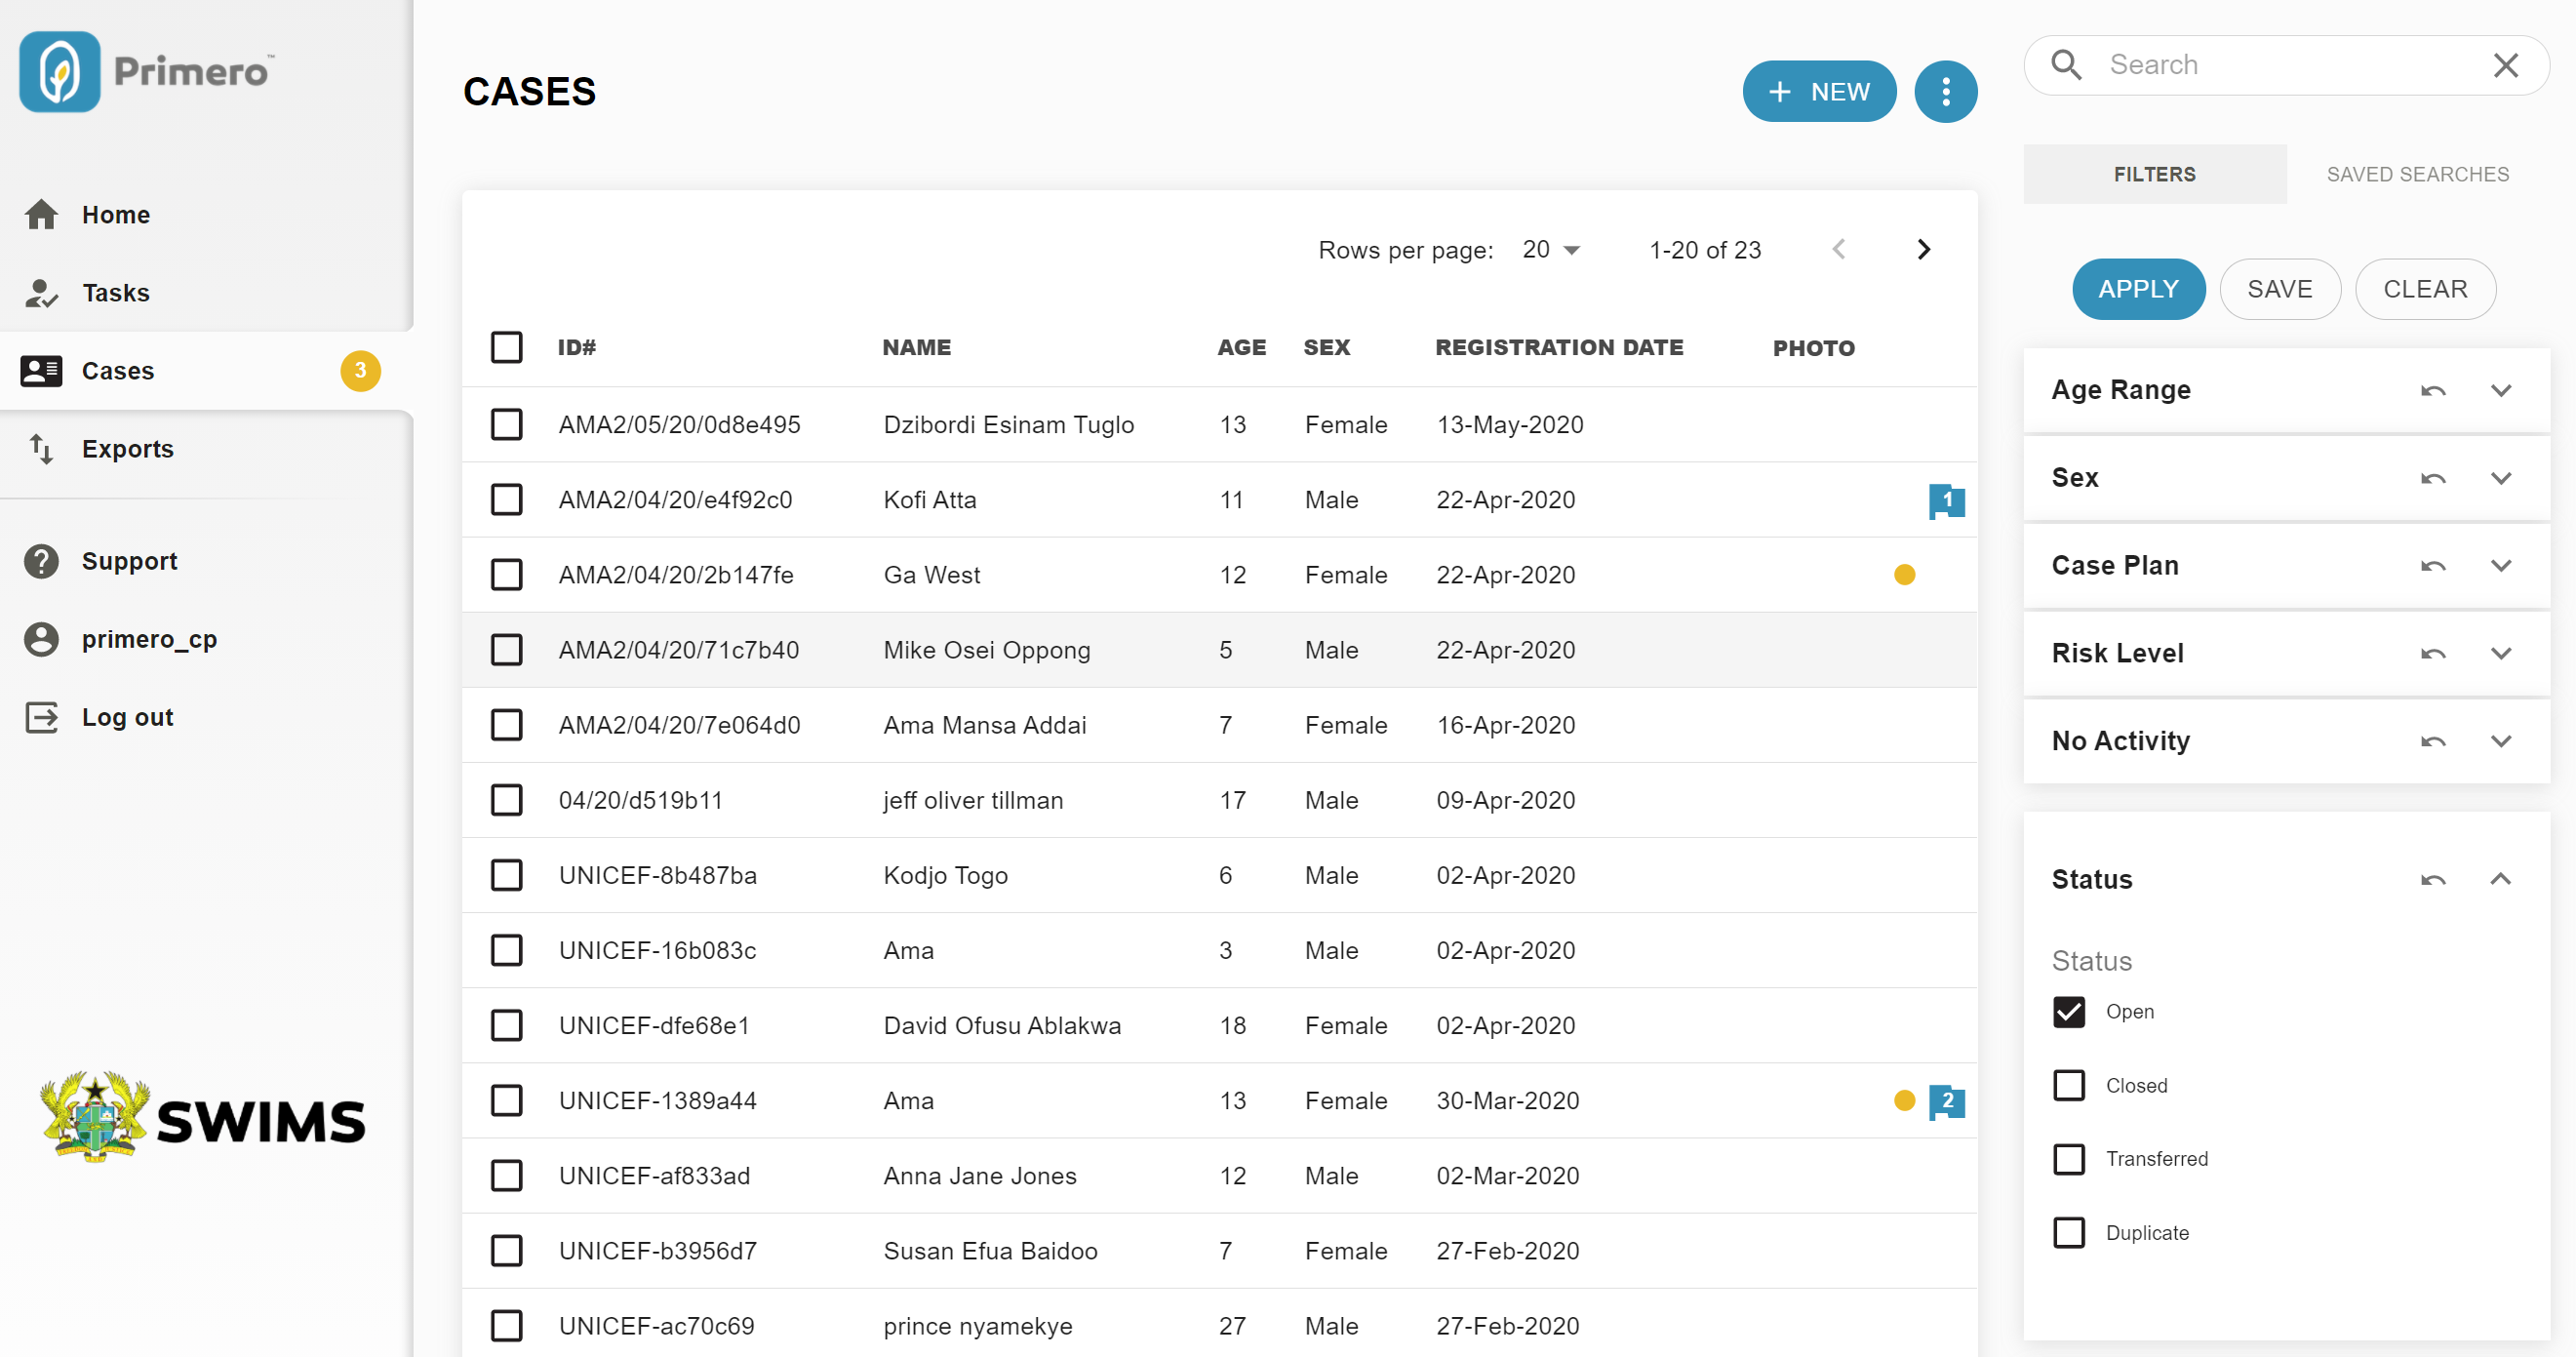 Primero™
Home
Tasks
Cases 3
Exports
Support
primero_cp
Log out
SWIMS
CASES
+ NEW
Rows per page: 20 1-20 of 23
ID# NAME AGE SEX REGISTRATION DATE PHOTO
AMA2/05/20/0d8e495 Dzibordi Esinam Tuglo 13 Female 13-May-2020
AMA2/04/20/e4f92c0 Kofi Atta 11 Male 22-Apr-2020 1
AMA2/04/20/2b147fe Ga West 12 Female 22-Apr-2020
AMA2/04/20/71c7b40 Mike Osei Oppong 5 Male 22-Apr-2020
AMA2/04/20/7e064d0 Ama Mansa Addai 7 Female 16-Apr-2020
04/20/d519b11 jeff oliver tillman 17 Male 09-Apr-2020
UNICEF-8b487ba Kodjo Togo 6 Male 02-Apr-2020
UNICEF-16b083c Ama 3 Male 02-Apr-2020
UNICEF-dfe68e1 David Ofusu Ablakwa 18 Female 02-Apr-2020
UNICEF-1389a44 Ama 13 Female 30-Mar-2020 2
UNICEF-af833ad Anna Jane Jones 12 Male 02-Mar-2020
UNICEF-b3956d7 Susan Efua Baidoo 7 Female 27-Feb-2020
UNICEF-ac70c69 prince nyamekye 27 Male 27-Feb-2020
Search
FILTERS SAVED SEARCHES
APPLY SAVE CLEAR
Age Range
Sex
Case Plan
Risk Level
No Activity
Status
Status
Open
Closed
Transferred
Duplicate